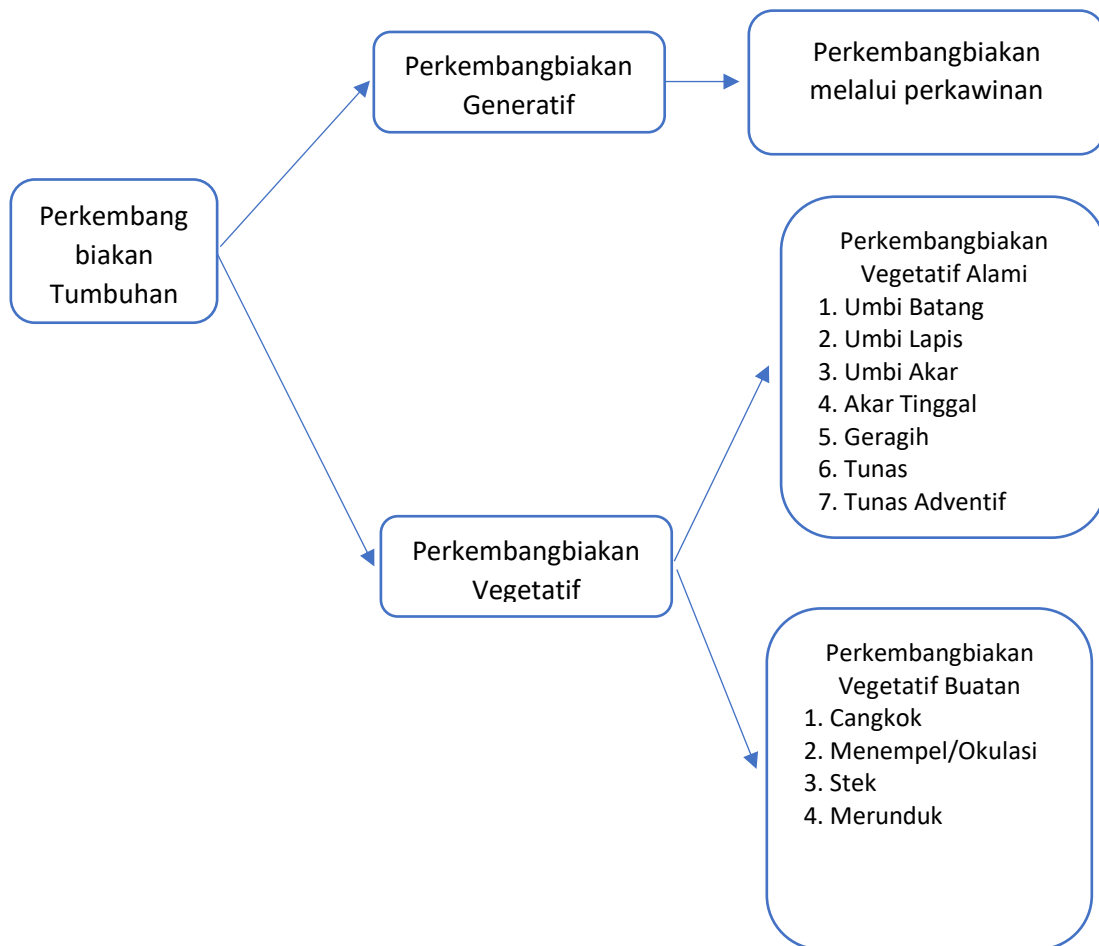 Perkembangbiakan
Generatif
Perkembangbiakan
melalui perkawinan
Perkembang
biakan
Tumbuhan
Perkembangbiakan
Vegetatif Alami
1. Umbi Batang
2. Umbi Lapis
3. Umbi Akar
4. Akar Tinggal
5. Geragih
6. Tunas
7. Tunas Adventif
Perkembangbiakan
Vegetatif
Perkembangbiakan
Vegetatif Buatan
1. Cangkok
2. Menempel/Okulasi
3. Stek
4. Merunduk